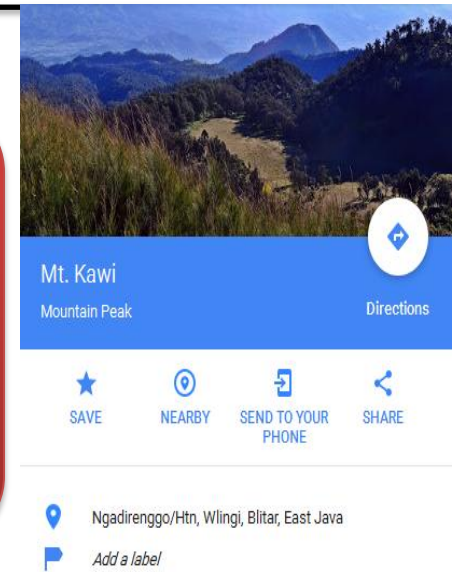 Mt. Kawi
Mountain Peak
Directions
SAVE
NEARBY
SEND TO YOUR
PHONE
SHARE
Ngadirenggo/Htn, Wlingi, Blitar, East Java
Add a label